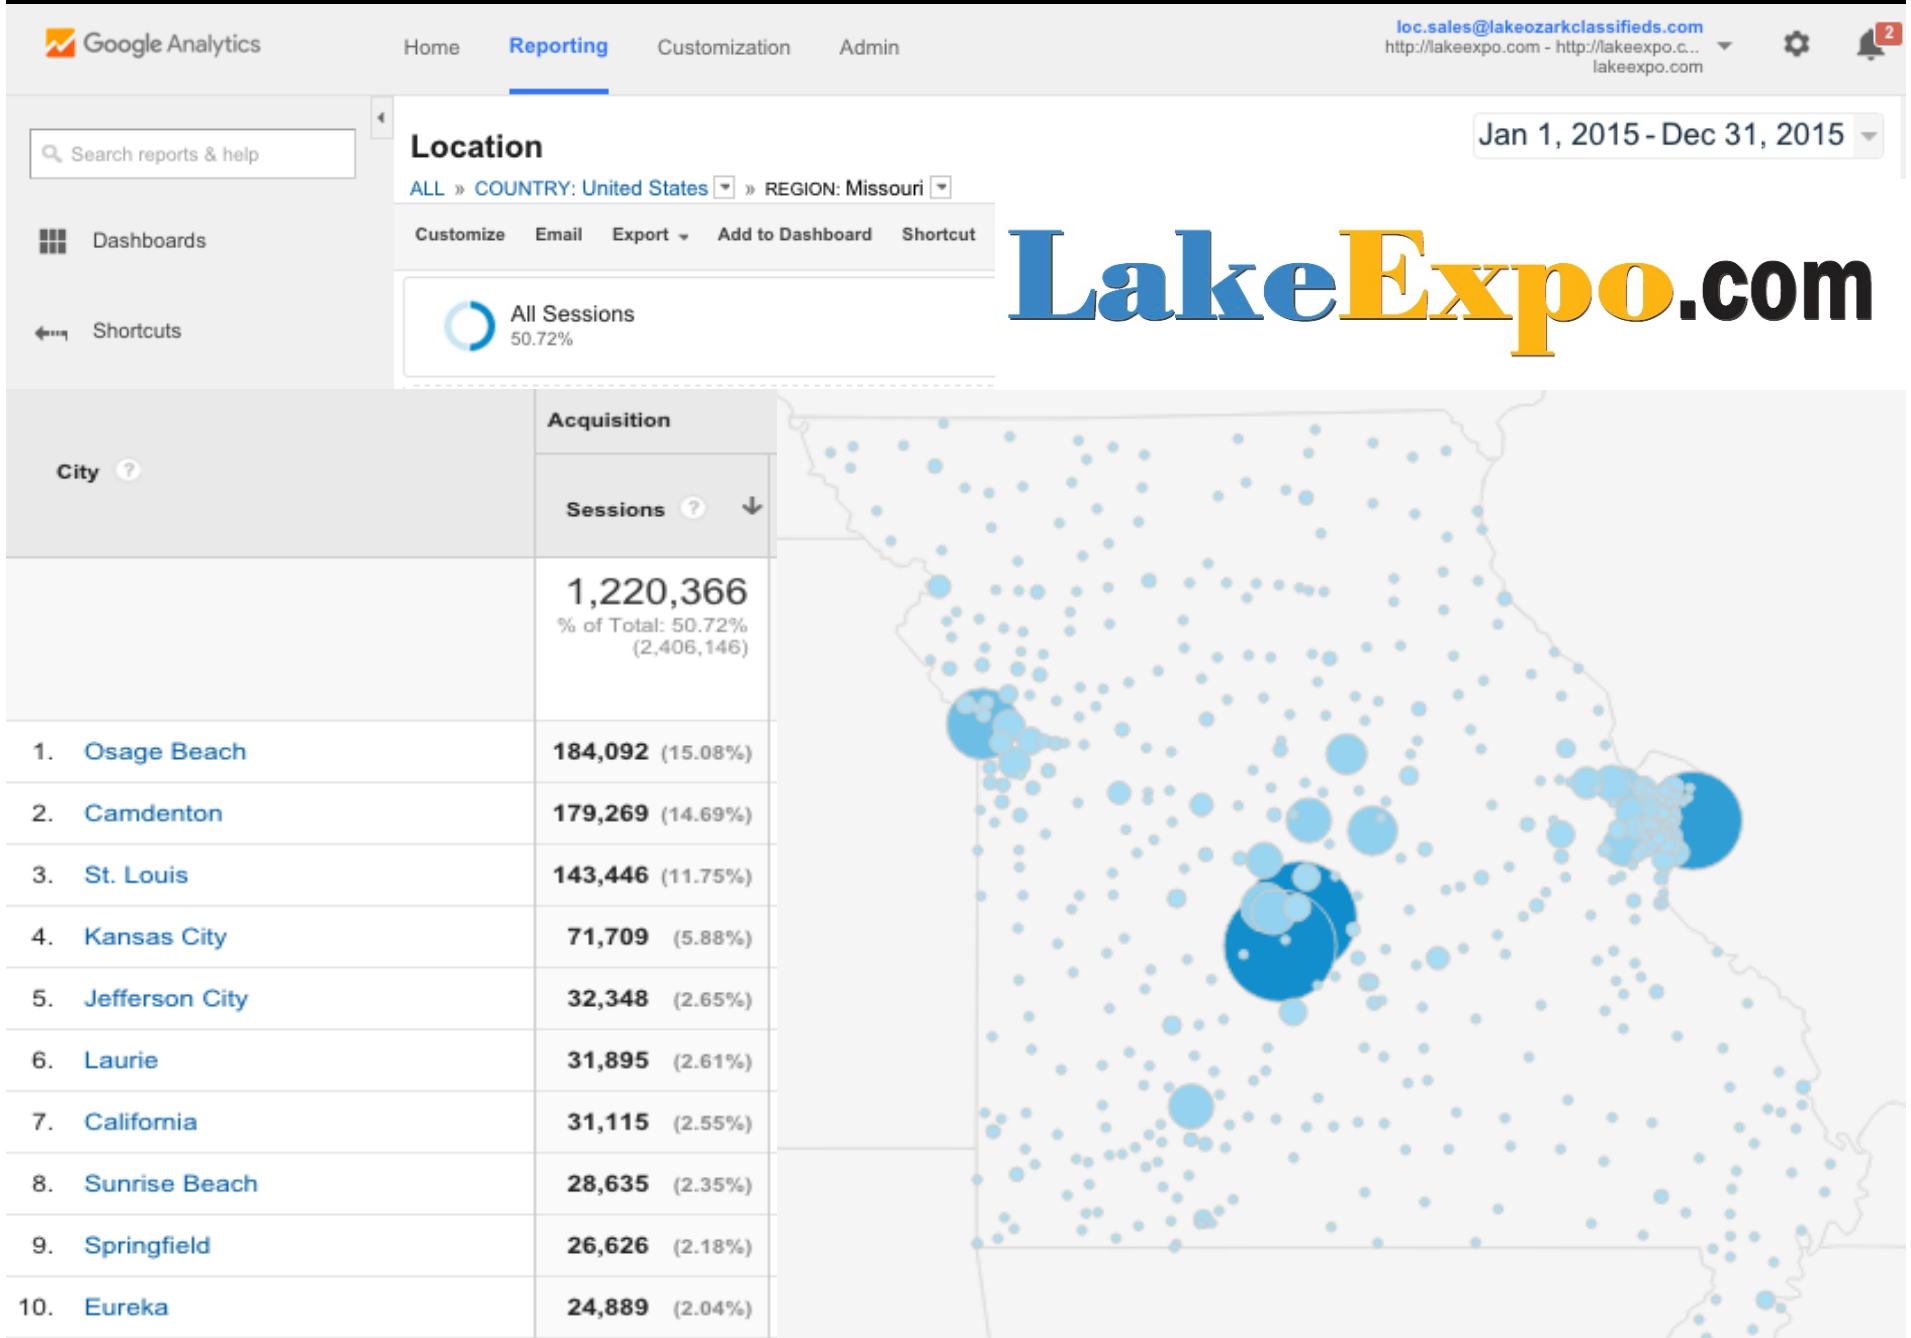 Google Analytics
Home Reporting Customization Admin
loc.sales@lakeozarkclassifieds.com
http://lakeexpo.com - http://lakeexpo.c...
lakeexpo.com
2
Search reports & help
Dashboards
Shortcuts
Location
Jan 1, 2015 - Dec 31, 2015
ALL » COUNTRY: United States » REGION: Missouri
Customize Email Export Add to Dashboard Shortcut
All Sessions
50.72%
LakeExpo.com
Acquisition
City ?
Sessions ?
1,220,366
% of Total: 50.72%
(2,406,146)
1. Osage Beach 184,092 (15.08%)
2. Camdenton 179,269 (14.69%)
3. St. Louis 143,446 (11.75%)
4. Kansas City 71,709 (5.88%)
5. Jefferson City 32,348 (2.65%)
6. Laurie 31,895 (2.61%)
7. California 31,115 (2.55%)
8. Sunrise Beach 28,635 (2.35%)
9. Springfield 26,626 (2.18%)
10. Eureka 24,889 (2.04%)